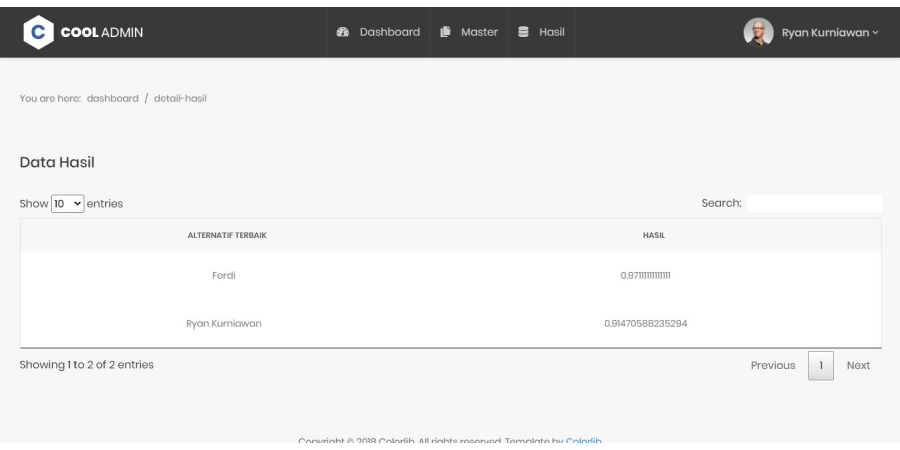 C COOL ADMIN Dashboard Master Hasil Ryan Kurniawan
You are here: dashboard / detail-hasil
Data Hasil
Show 10 entries Search:
ALTERNATIF TERBAIK HASIL
Ferdi 0.97111111111111
Ryan Kurniawan 0.91470588235294
Showing 1 to 2 of 2 entries Previous 1 Next
Copyright © 2018 Colorlib. All rights reserved. Template by Colorlib